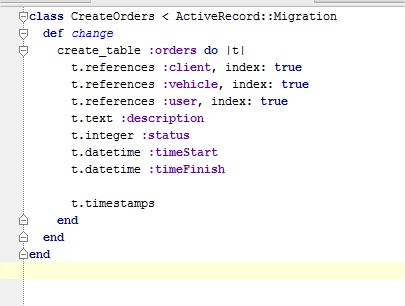 class CreateOrders < ActiveRecord::Migration
  def change
    create_table :orders do |t|
      t.references :client, index: true
      t.references :vehicle, index: true
      t.references :user, index: true
      t.text :description
      t.integer :status
      t.datetime :timeStart
      t.datetime :timeFinish

      t.timestamps
    end
  end
end